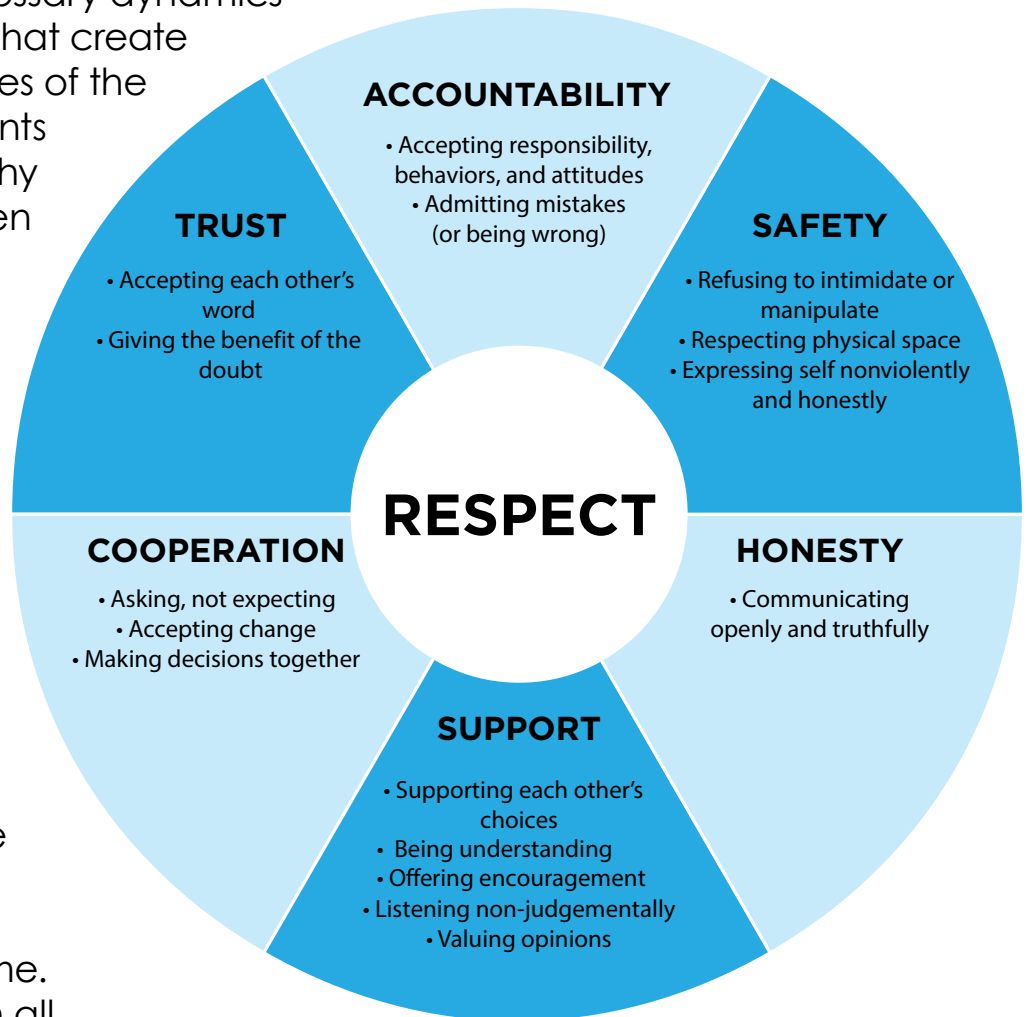 ssary dynamics
hat create
es of the
nts
hy
en
ACCOUNTABILITY
• Accepting responsibility,
behaviors, and attitudes
• Admitting mistakes
(or being wrong)
TRUST
• Accepting each other's
word
• Giving the benefit of the
doubt
SAFETY
• Refusing to intimidate or
manipulate
• Respecting physical space
• Expressing self nonviolently
and honestly
RESPECT
COOPERATION
• Asking, not expecting
• Accepting change
• Making decisions together
HONESTY
• Communicating
openly and truthfully
SUPPORT
• Supporting each other's
choices
• Being understanding
• Offering encouragement
• Listening non-judgementally
• Valuing opinions
e
ne.
all